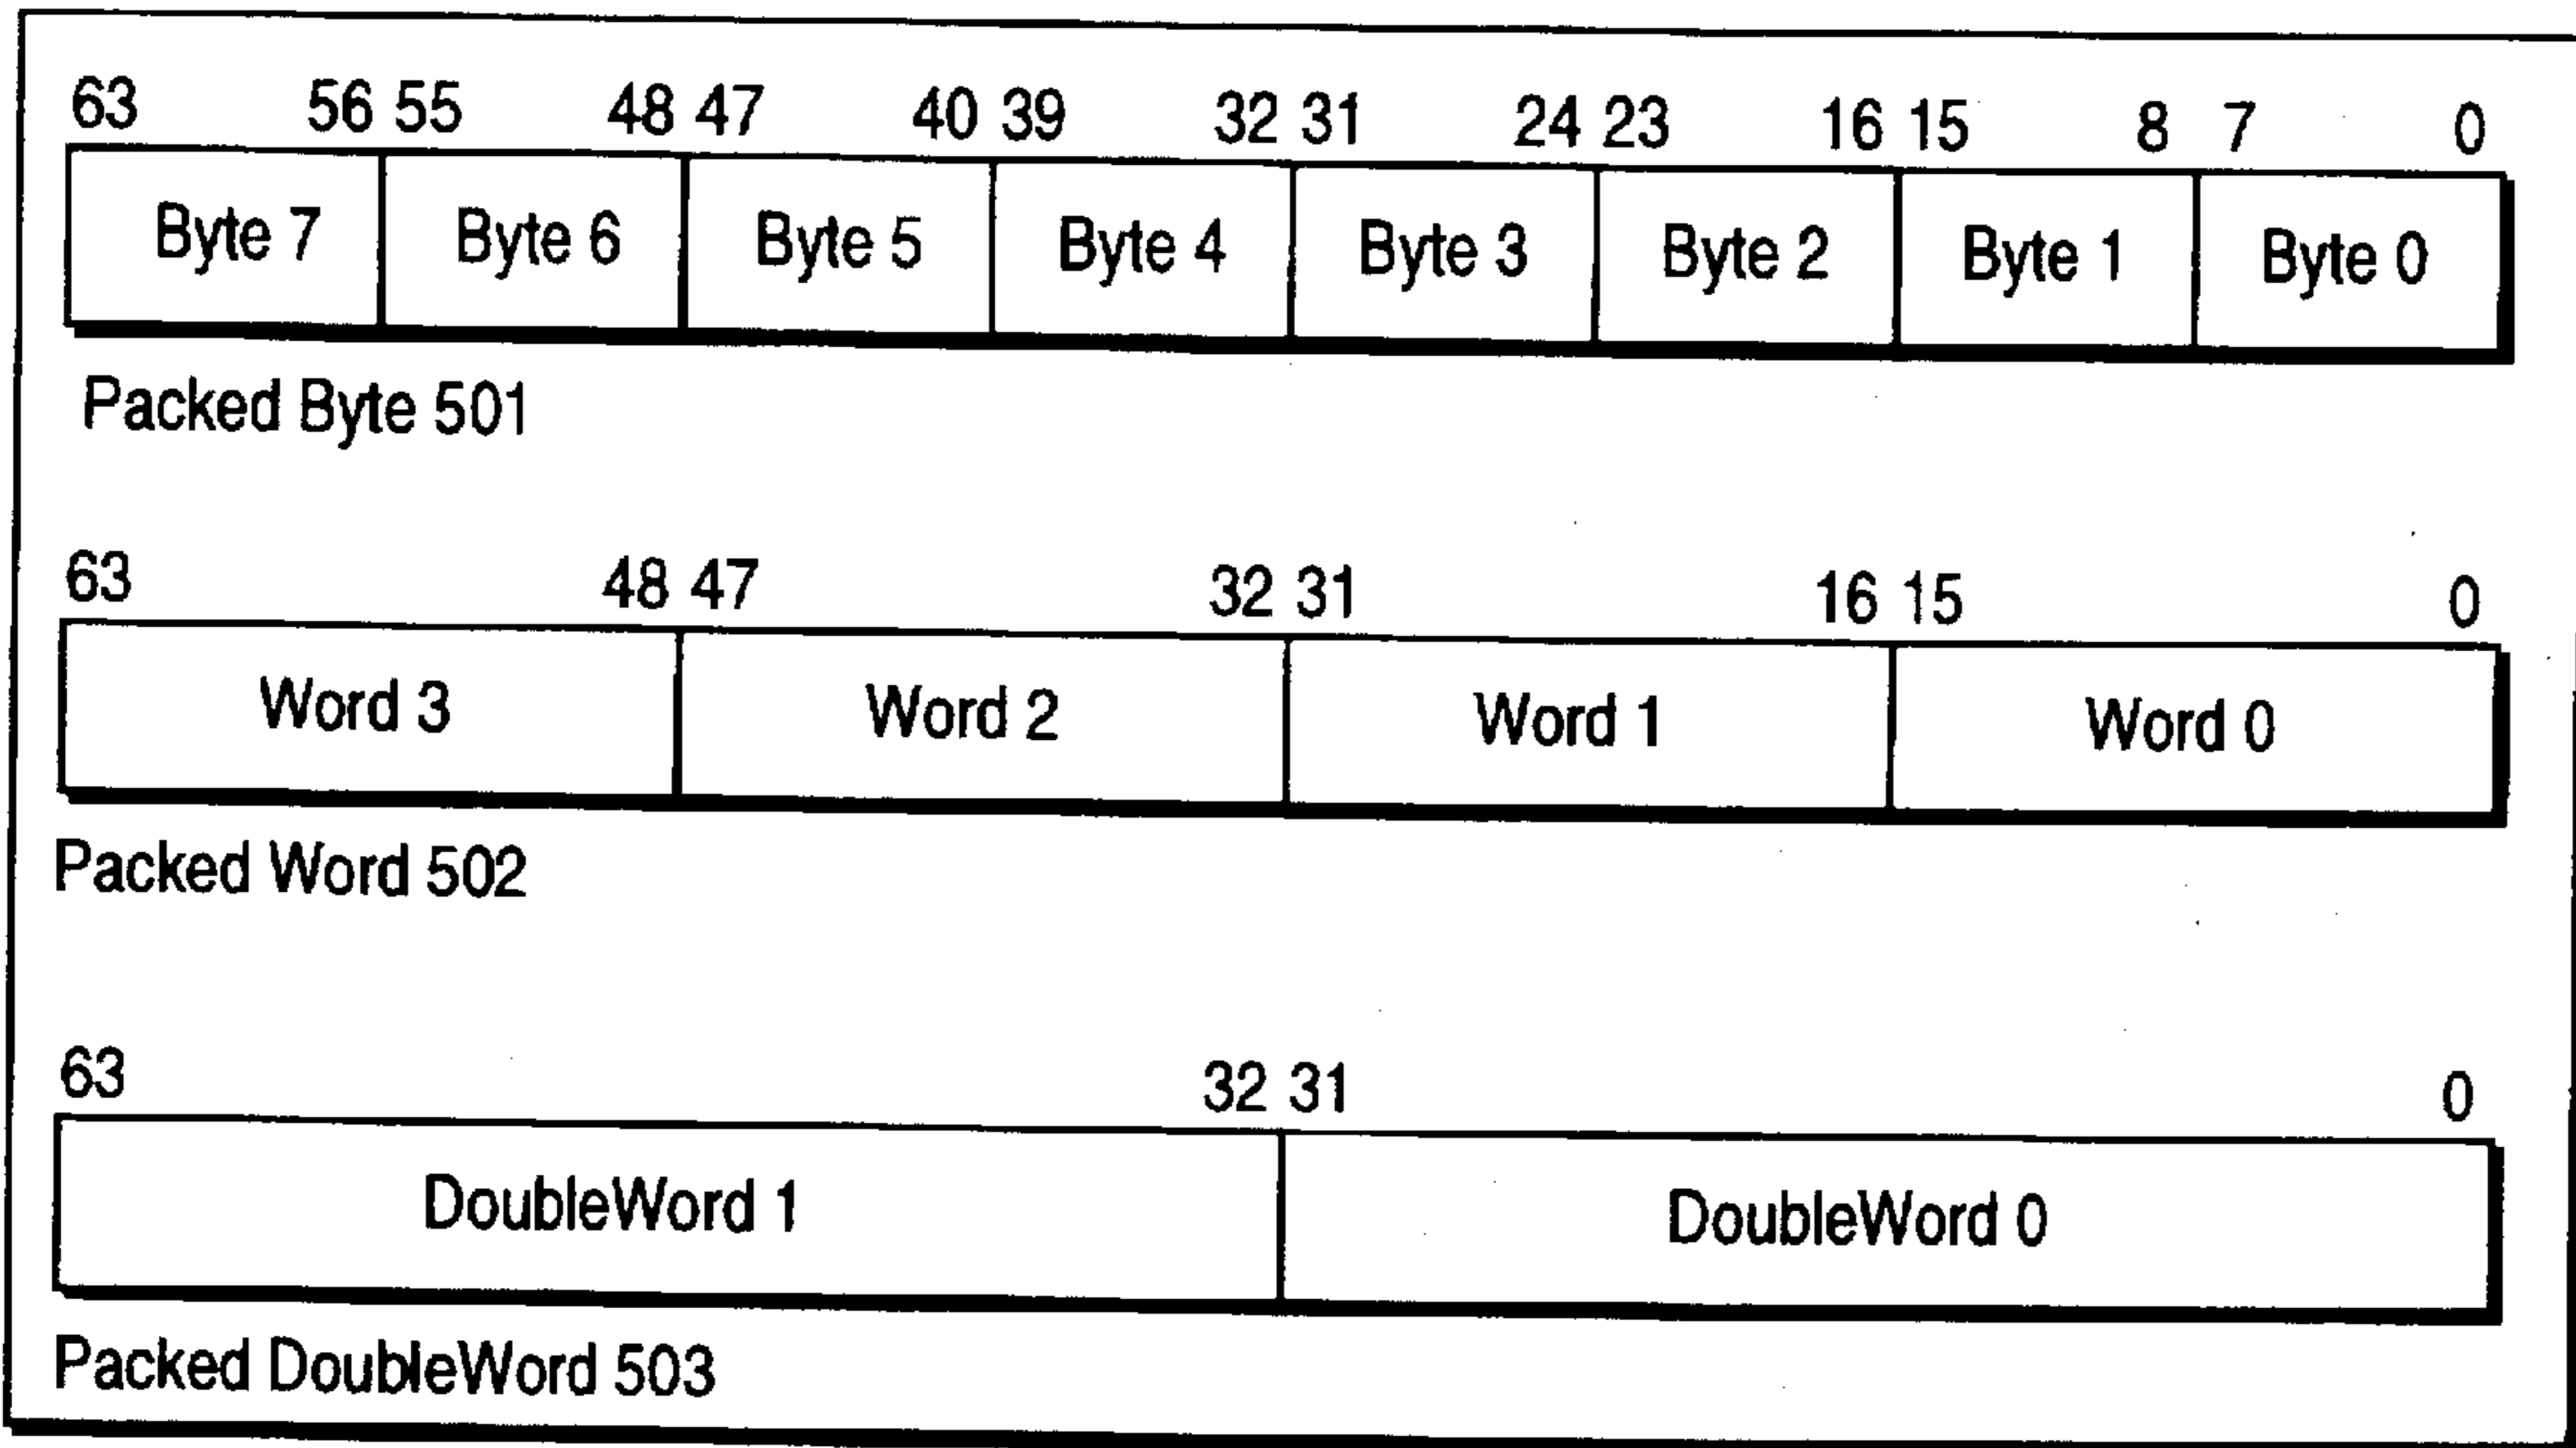 63 56 55 48 47 40 39 32 31 24 23 16 15 8 7 0
Byte 7 Byte 6 Byte 5 Byte 4 Byte 3 Byte 2 Byte 1 Byte 0
Packed Byte 501
63 48 47 32 31 16 15 0
Word 3 Word 2 Word 1 Word 0
Packed Word 502
63 32 31 0
DoubleWord 1 DoubleWord 0
Packed DoubleWord 503